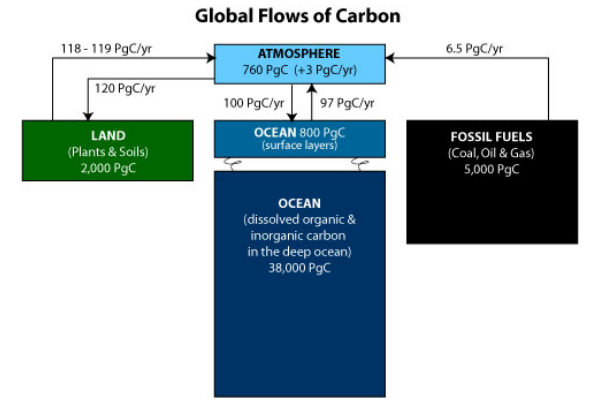 Global Flows of Carbon
118 - 119 PgC/yr
ATMOSPHERE
760 PgC (+3 PgC/yr)
6.5 PgC/yr
120 PgC/yr
100 PgC/yr
97 PgC/yr
LAND
(Plants & Soils)
2,000 PgC
OCEAN 800 PgC
(surface layers)
FOSSIL FUELS
(Coal, Oil & Gas)
5,000 PgC
OCEAN
(dissolved organic &
inorganic carbon
in the deep ocean)
38,000 PgC